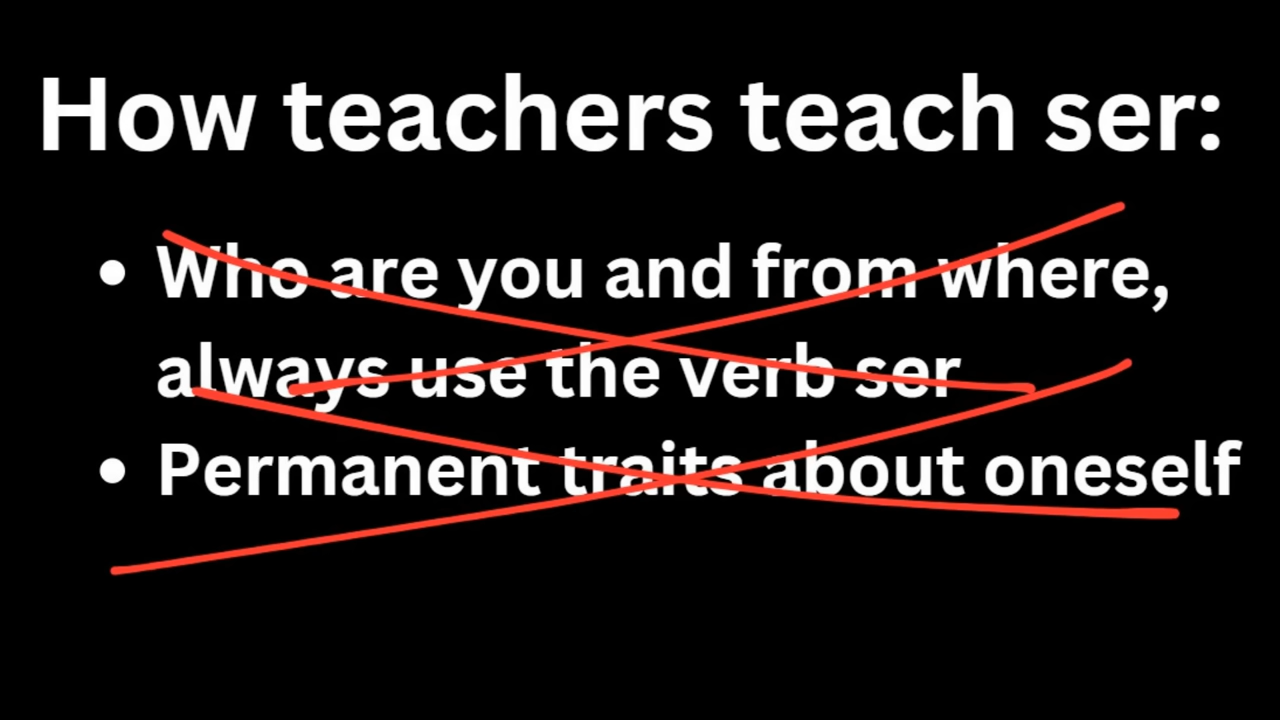 How teachers teach ser:
• Who are you and from where,
always use the verb ser
• Permanent traits about oneself